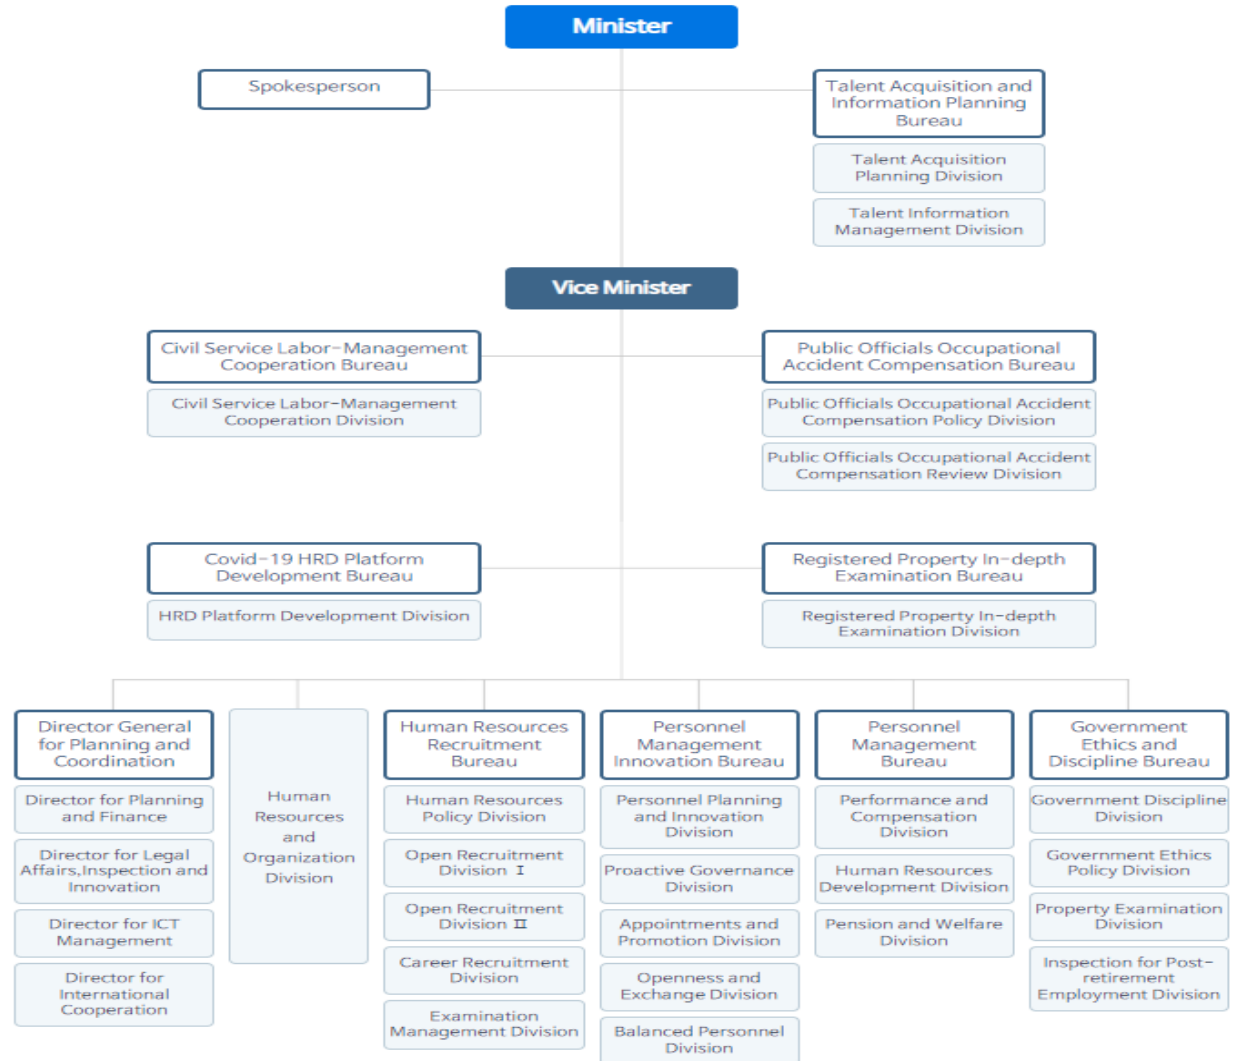 Minister
Spokesperson
Talent Acquisition and
Information Planning
Bureau
Talent Acquisition
Planning Division
Talent Information
Management Division
Vice Minister
Civil Service Labor-Management
Cooperation Bureau
Civil Service Labor-Management
Cooperation Division
Public Officials Occupational
Accident Compensation Bureau
Public Officials Occupational Accident
Compensation Policy Division
Public Officials Occupational Accident
Compensation Review Division
Covid-19 HRD Platform
Development Bureau
HRD Platform Development Division
Registered Property In-depth
Examination Bureau
Registered Property In-depth
Examination Division
Director General
for Planning and
Coordination
Director for Planning
and Finance
Director for Legal
Affairs,Inspection and
Innovation
Director for ICT
Management
Director for
International
Cooperation
Human
Resources
and
Organization
Division
Human Resources
Recruitment
Bureau
Human Resources
Policy Division
Open Recruitment
Division Ⅰ
Open Recruitment
Division Ⅱ
Career Recruitment
Division
Examination
Management Division
Personnel
Management
Innovation Bureau
Personnel Planning
and Innovation
Division
Proactive Governance
Division
Appointments and
Promotion Division
Openness and
Exchange Division
Balanced Personnel
Division
Personnel
Management
Bureau
Performance and
Compensation
Division
Human Resources
Development Division
Pension and Welfare
Division
Government
Ethics and
Discipline Bureau
Government Discipline
Division
Government Ethics
Policy Division
Property Examination
Division
Inspection for Post-
retirement
Employment Division